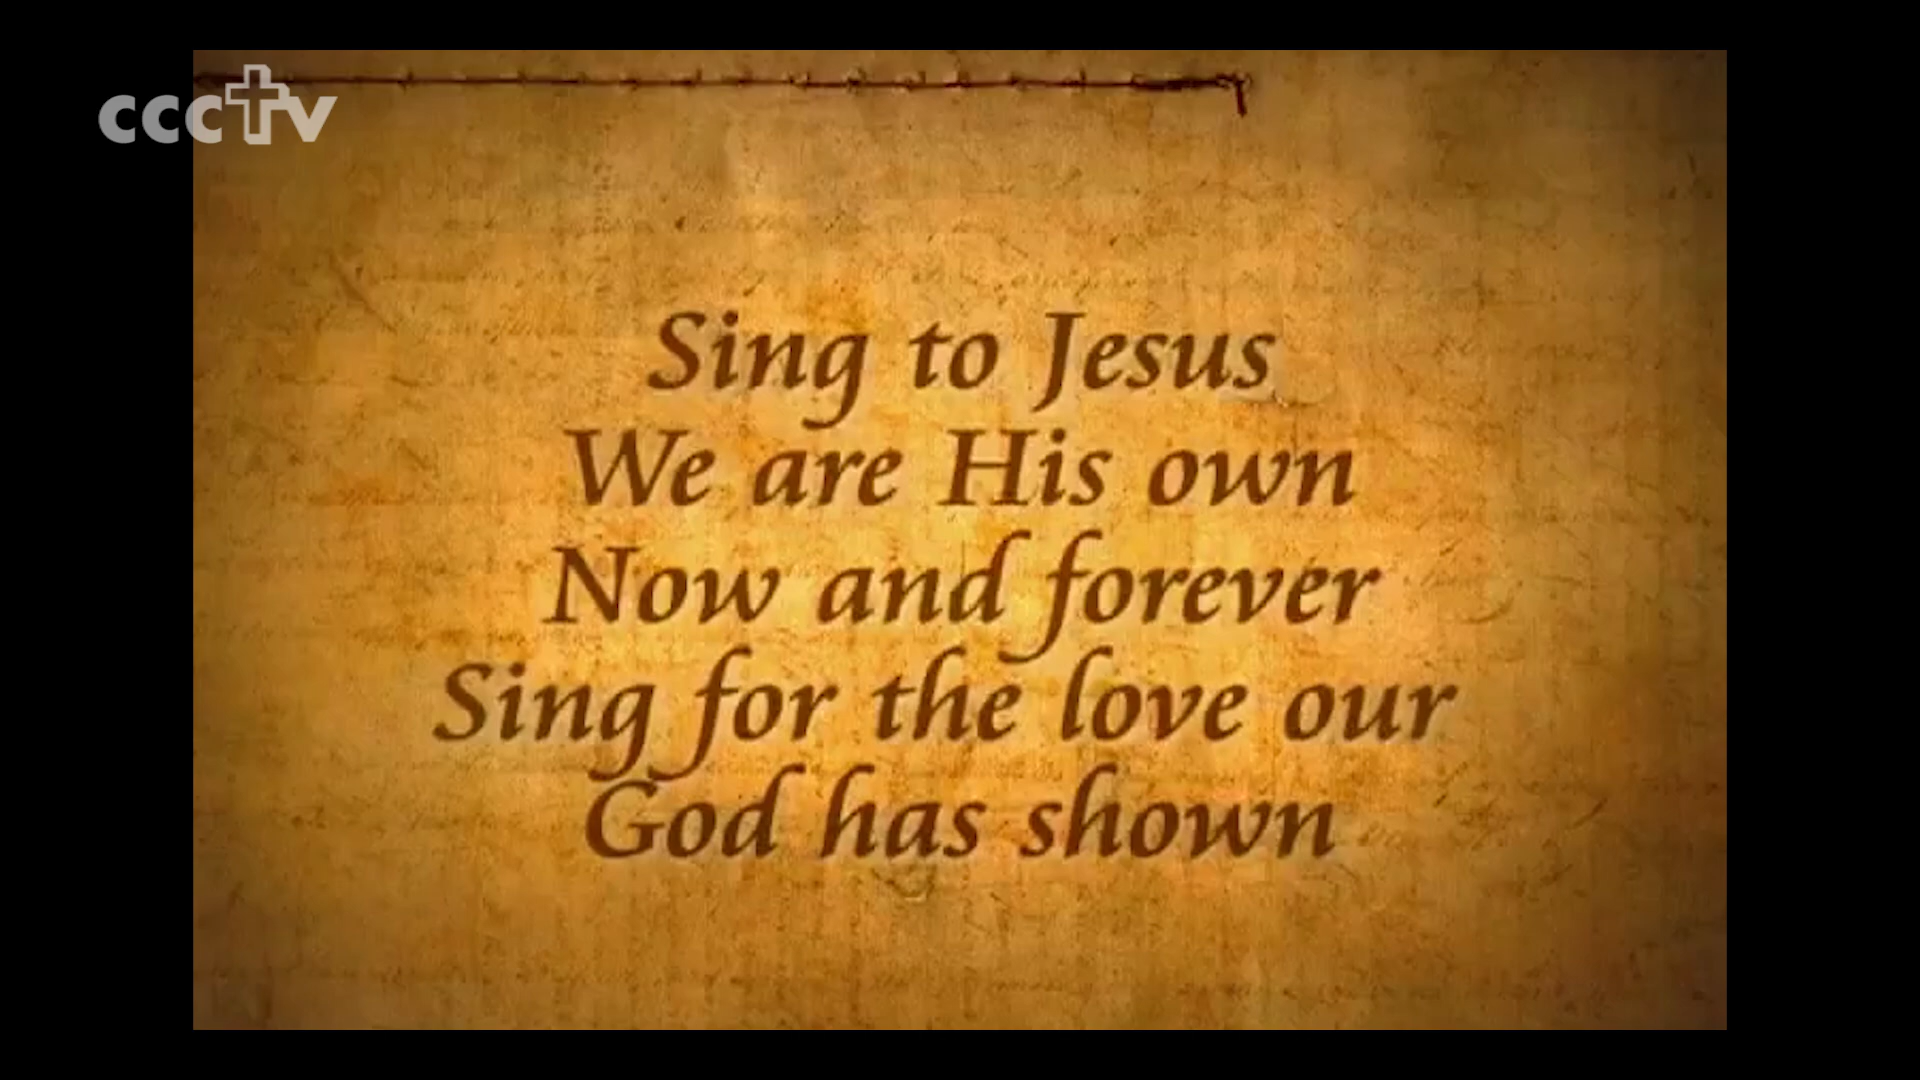 ccctv
Sing to Jesus
We are His own
Now and forever
Sing for the love our
God has shown